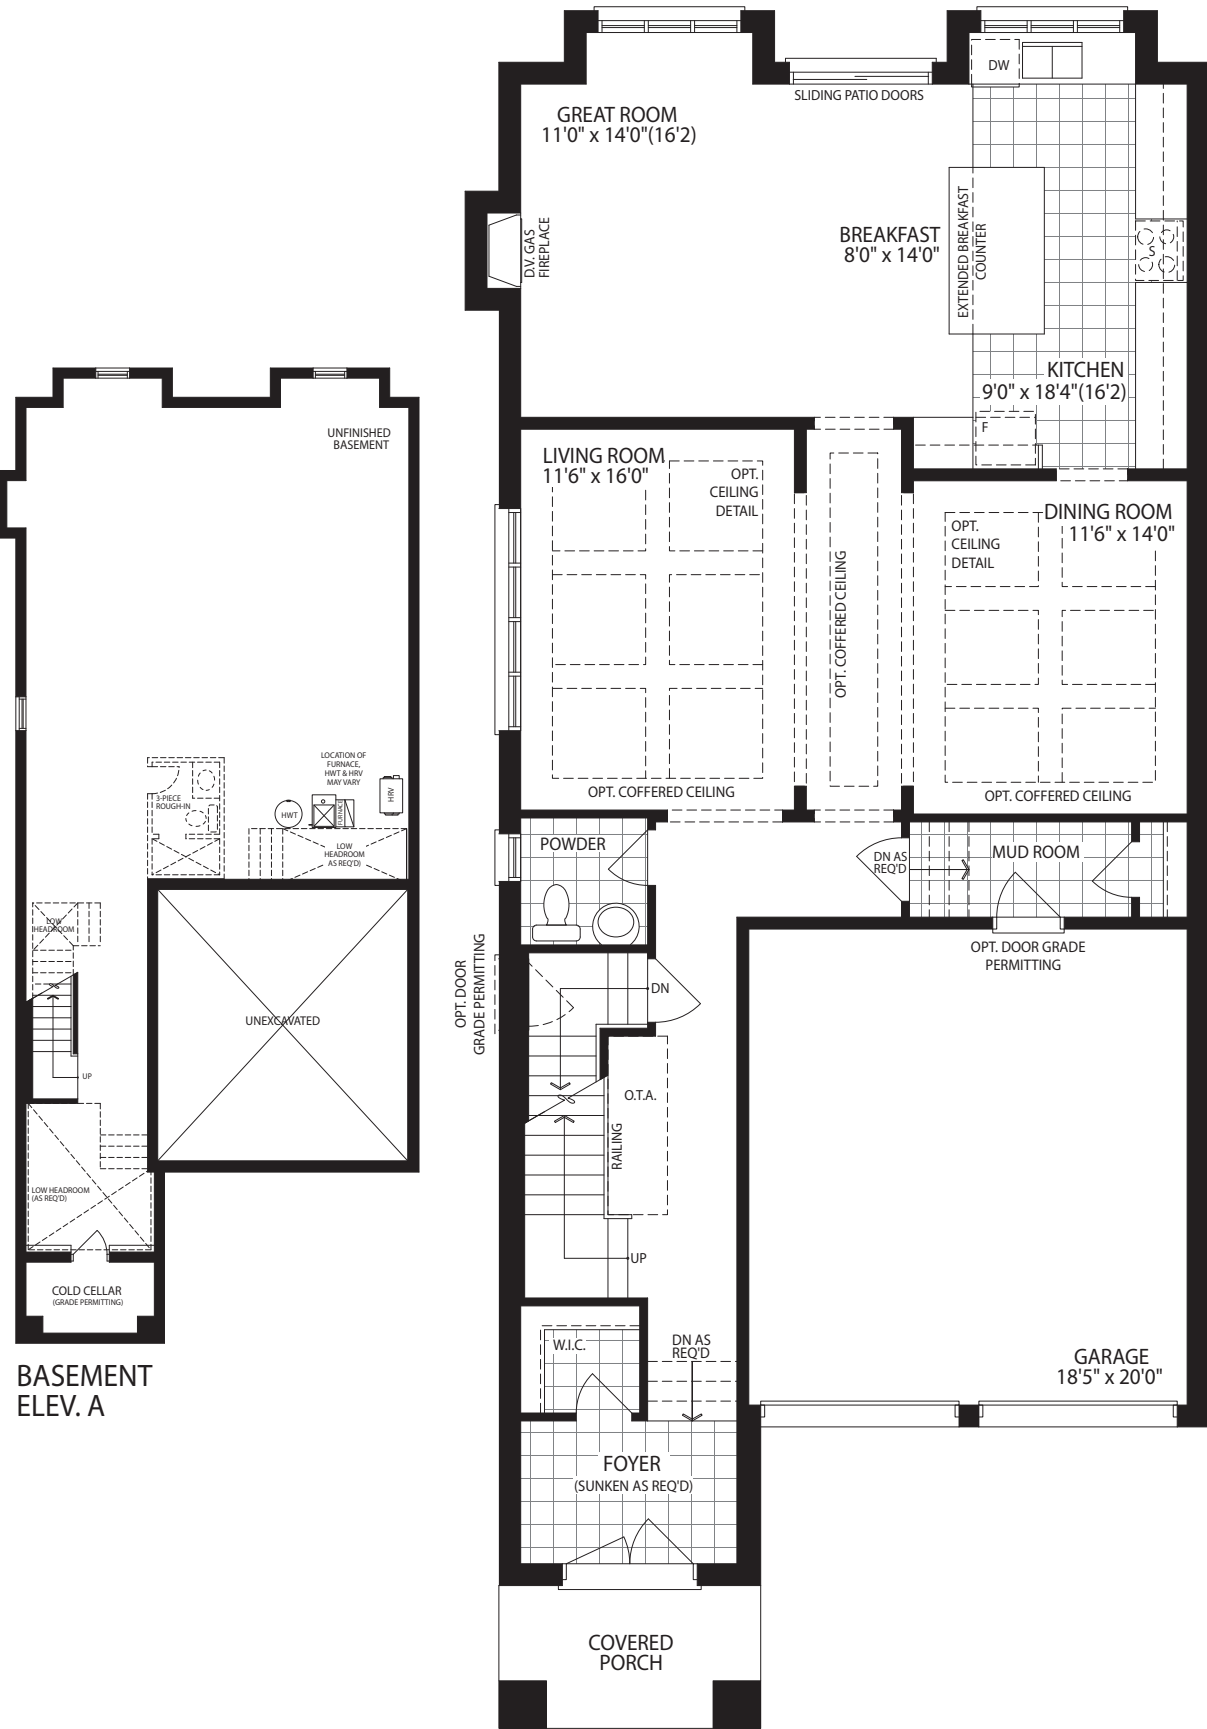 DW
SLIDING PATIO DOORS
GREAT ROOM
11'0" x 14'0"(16'2)
D.V. GAS
FIREPLACE
BREAKFAST
8'0" x 14'0"
EXTENDED BREAKFAST
COUNTER
S
KITCHEN
9'0" x 18'4"(16'2)
F
LIVING ROOM
11'6" x 16'0"
OPT.
CEILING
DETAIL
OPT. COFFERED CEILING
OPT. COFFERED CEILING
DINING ROOM
11'6" x 14'0"
OPT.
CEILING
DETAIL
OPT. COFFERED CEILING
POWDER
DN AS
REQ'D
MUD ROOM
OPT. DOOR GRADE
PERMITTING
OPT. DOOR
GRADE PERMITTING
DN
O.T.A.
RAILING
UP
W.I.C.
DN AS
REQ'D
GARAGE
18'5" x 20'0"
FOYER
(SUNKEN AS REQ'D)
COVERED
PORCH
UNFINISHED
BASEMENT
LOCATION OF
FURNACE,
HWT & HRV
MAY VARY
3-PIECE
ROUGH-IN
HWT
FURNACE
HRV
LOW
HEADROOM
AS REQ'D)
LOW
HEADROOM
UNEXCAVATED
UP
LOW HEADROOM
(AS REQ'D)
COLD CELLAR
(GRADE PERMITTING)
BASEMENT
ELEV. A